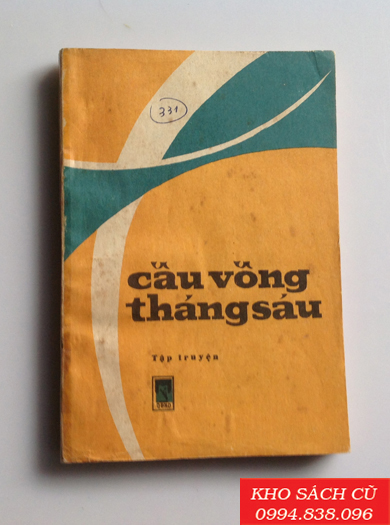 331
cầu vồng
tháng sáu
Tập truyện
KHO SÁCH CŨ
0994.838.096